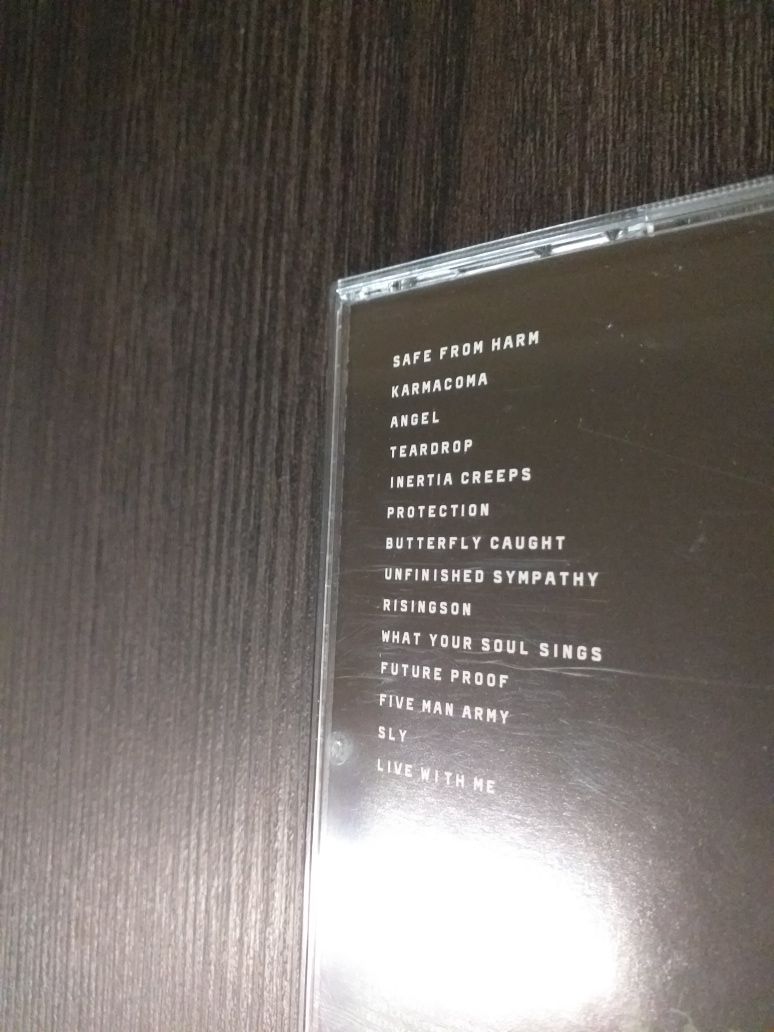 SAFE FROM HARM
KARMACOMA
ANGEL
TEARDROP
INERTIA CREEPS
PROTECTION
BUTTERFLY CAUGHT
UNFINISHED SYMPATHY
RISINGSON
WHAT YOUR SOUL SINGS
FUTURE PROOF
FIVE MAN ARMY
SLY
LIVE WITH ME